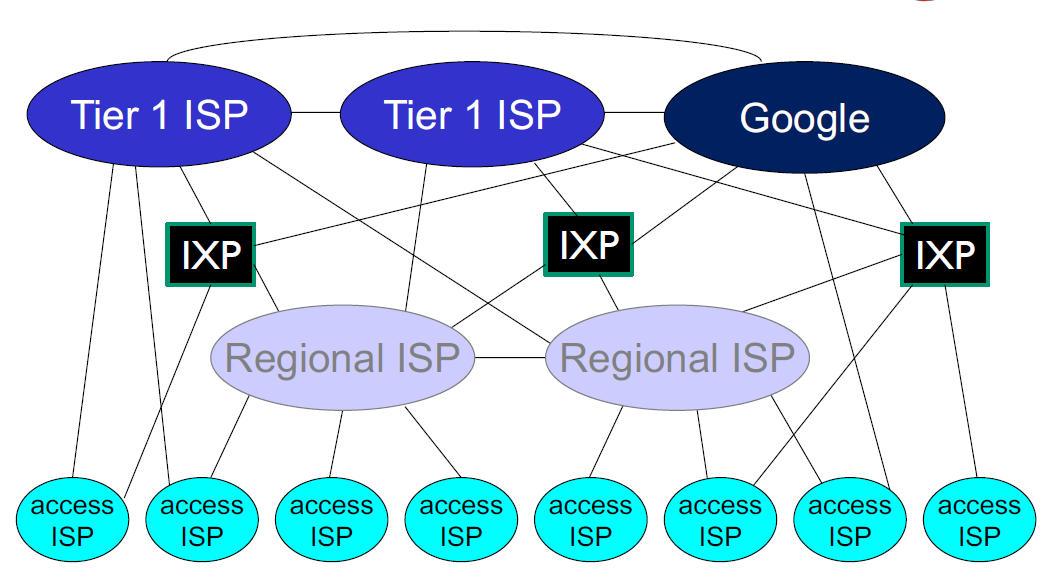 Tier 1 ISP
Tier 1 ISP
Google
IXP
IXP
IXP
Regional ISP
Regional ISP
access
ISP
access
ISP
access
ISP
access
ISP
access
ISP
access
ISP
access
ISP
access
ISP